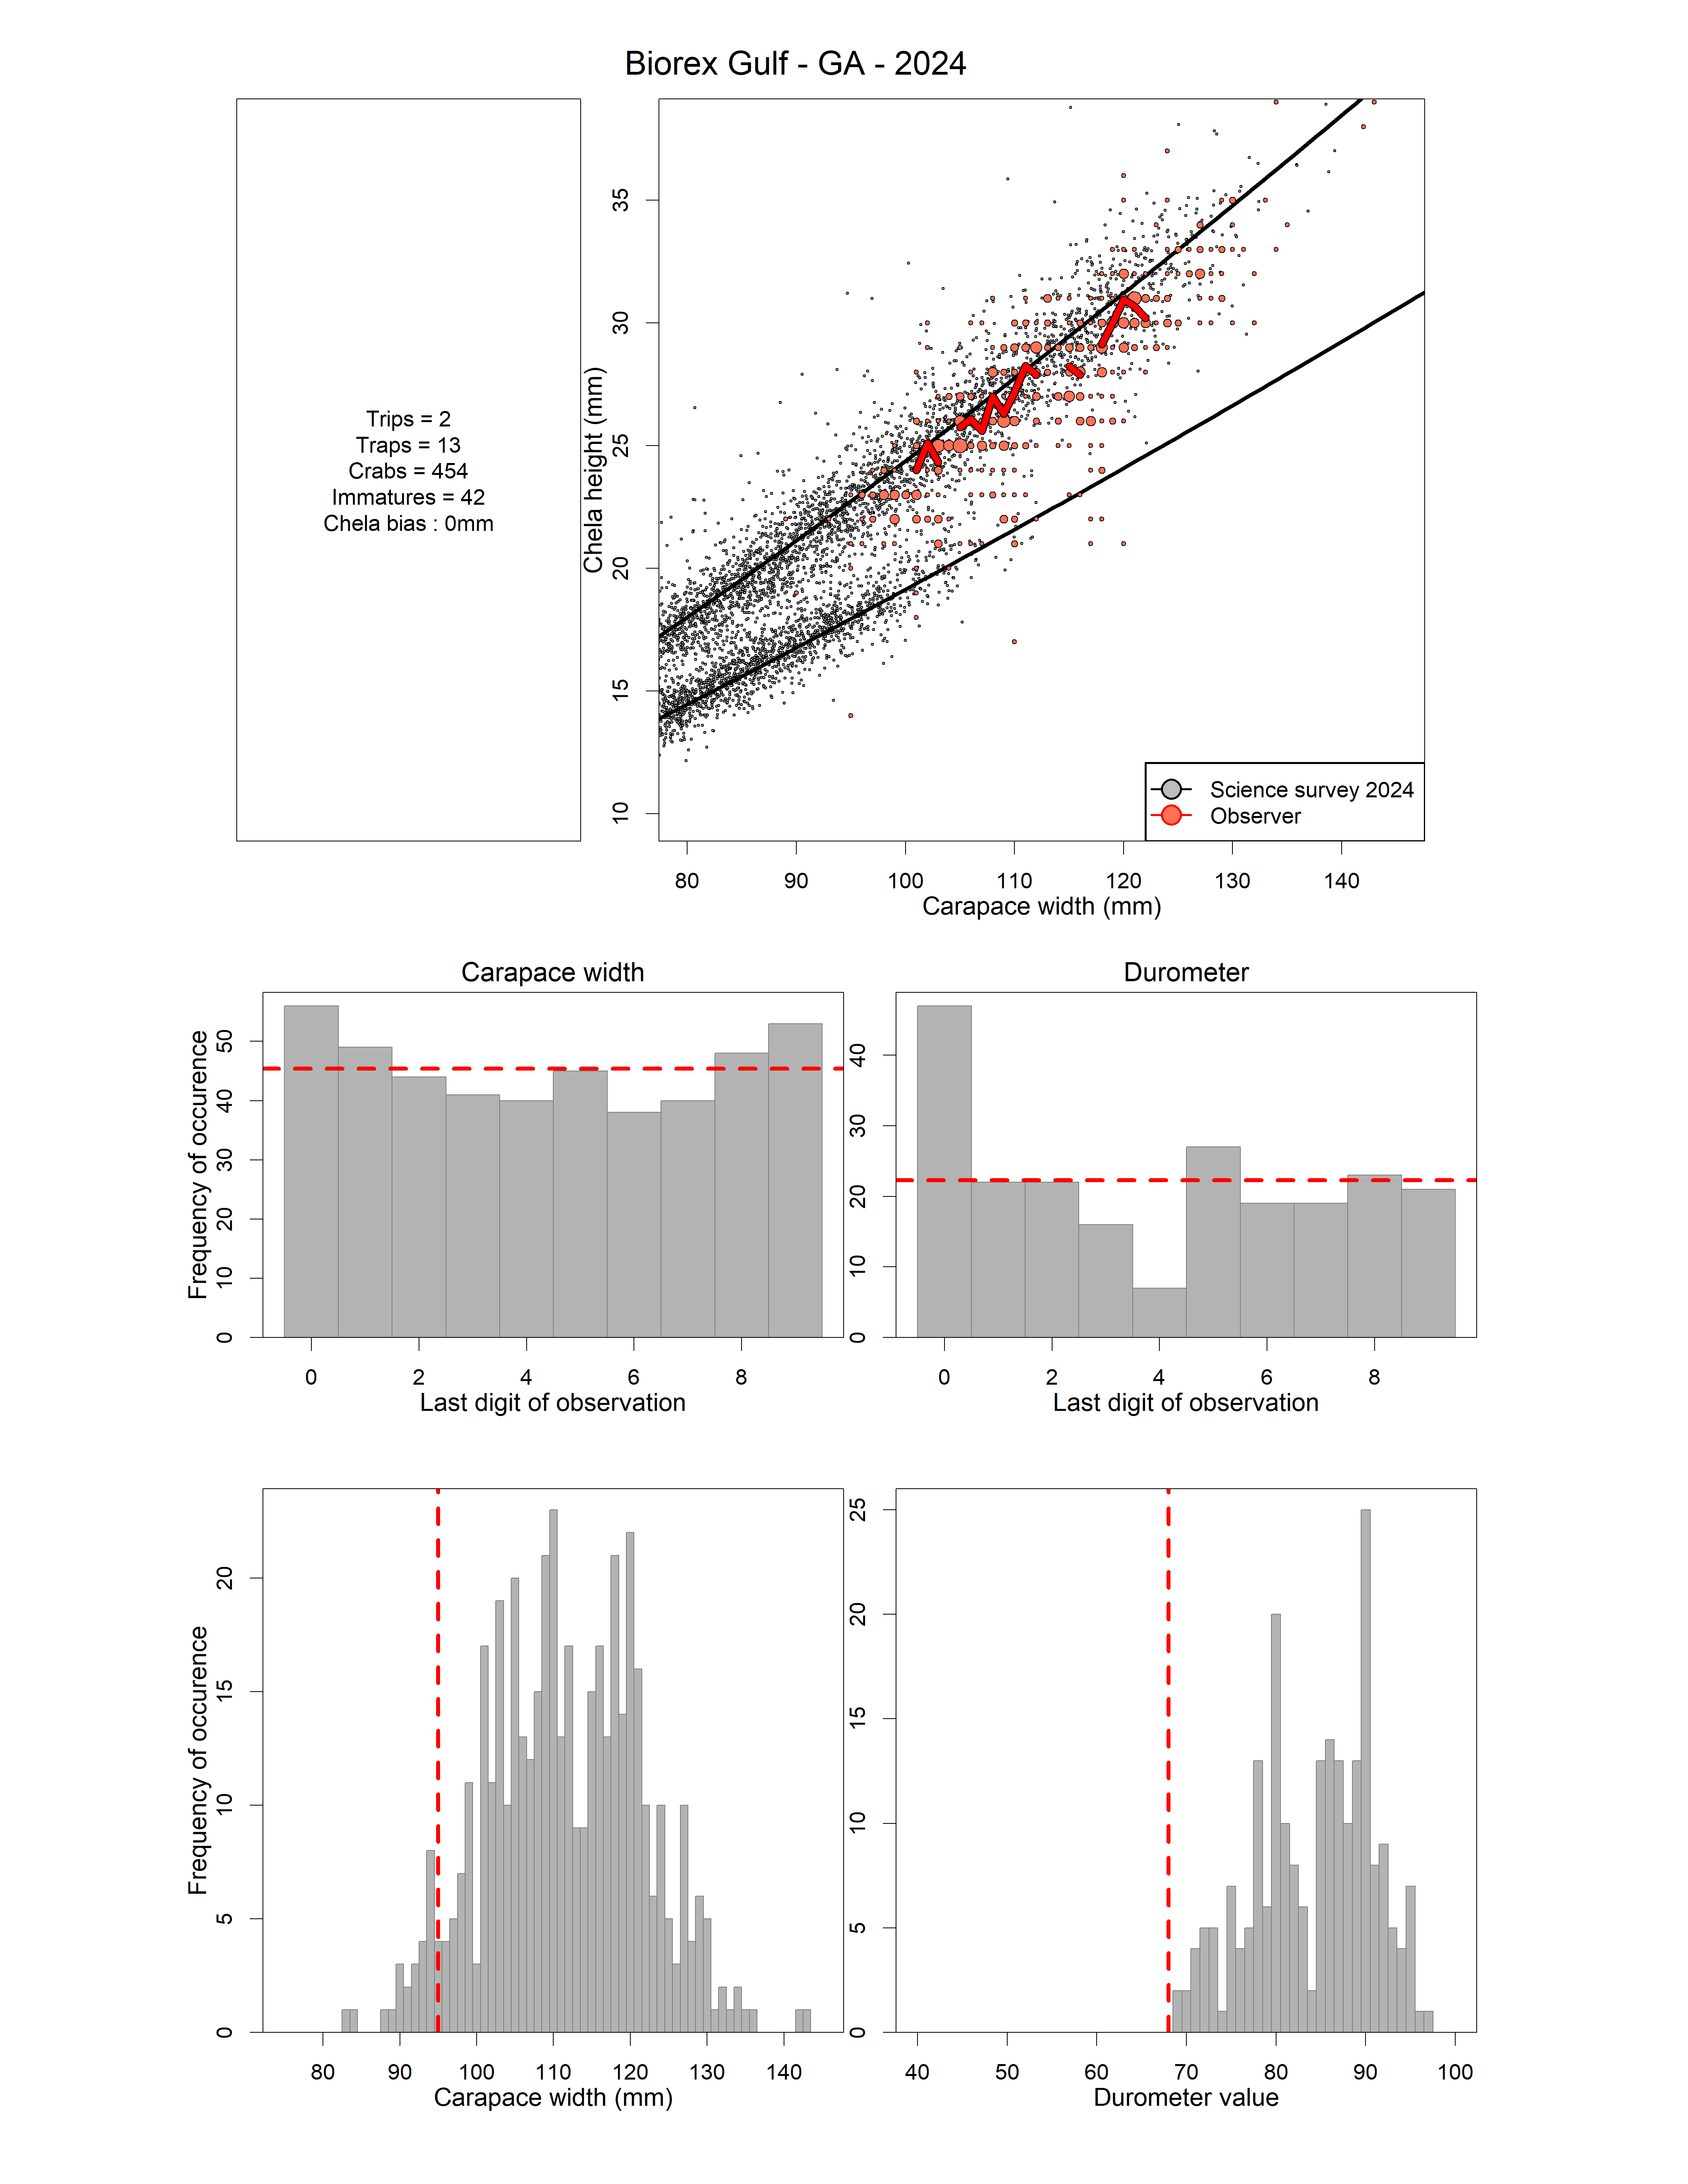 Biorex Gulf - GA - 2024
Trips = 2
Traps = 13
Crabs = 454
Immatures = 42
Chela bias : 0mm
Chela height (mm)
35
30
25
20
15
10
Science survey 2024
Observer
80 90 100 110 120 130 140
Carapace width (mm)
Carapace width
Frequency of occurence
50
40
30
20
10
0
0 2 4 6 8
Last digit of observation
Durometer
40
30
20
10
0
0 2 4 6 8
Last digit of observation
Frequency of occurence
20
15
10
5
0
80 90 100 110 120 130 140
Carapace width (mm)
25
20
15
10
5
0
40 50 60 70 80 90 100
Durometer value